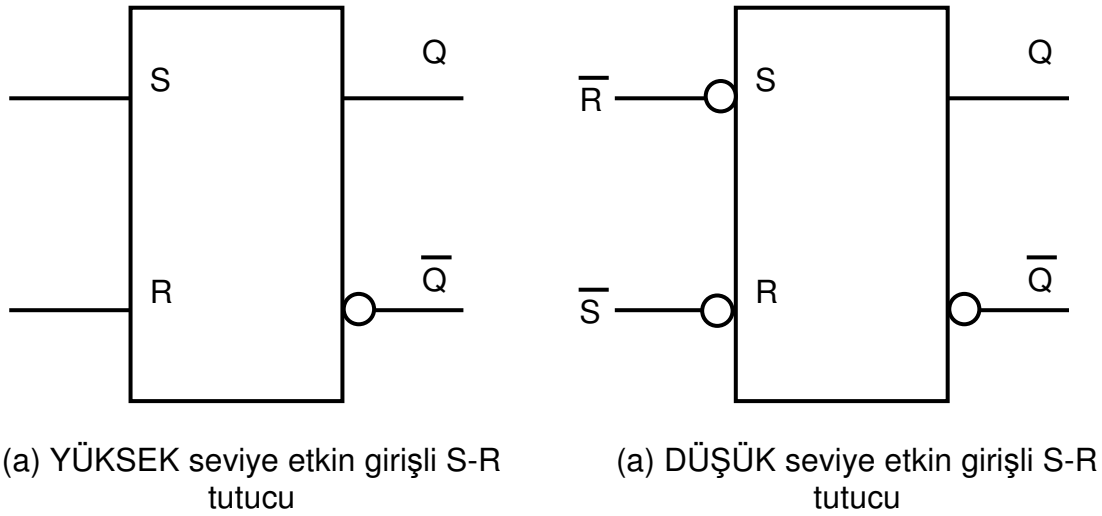 S
R
Q
Q̅
R̅
S̅
S
R
Q
Q̅
(a) YÜKSEK seviye etkin girişli S-R
tutucu
(a) DÜŞÜK seviye etkin girişli S-R
tutucu